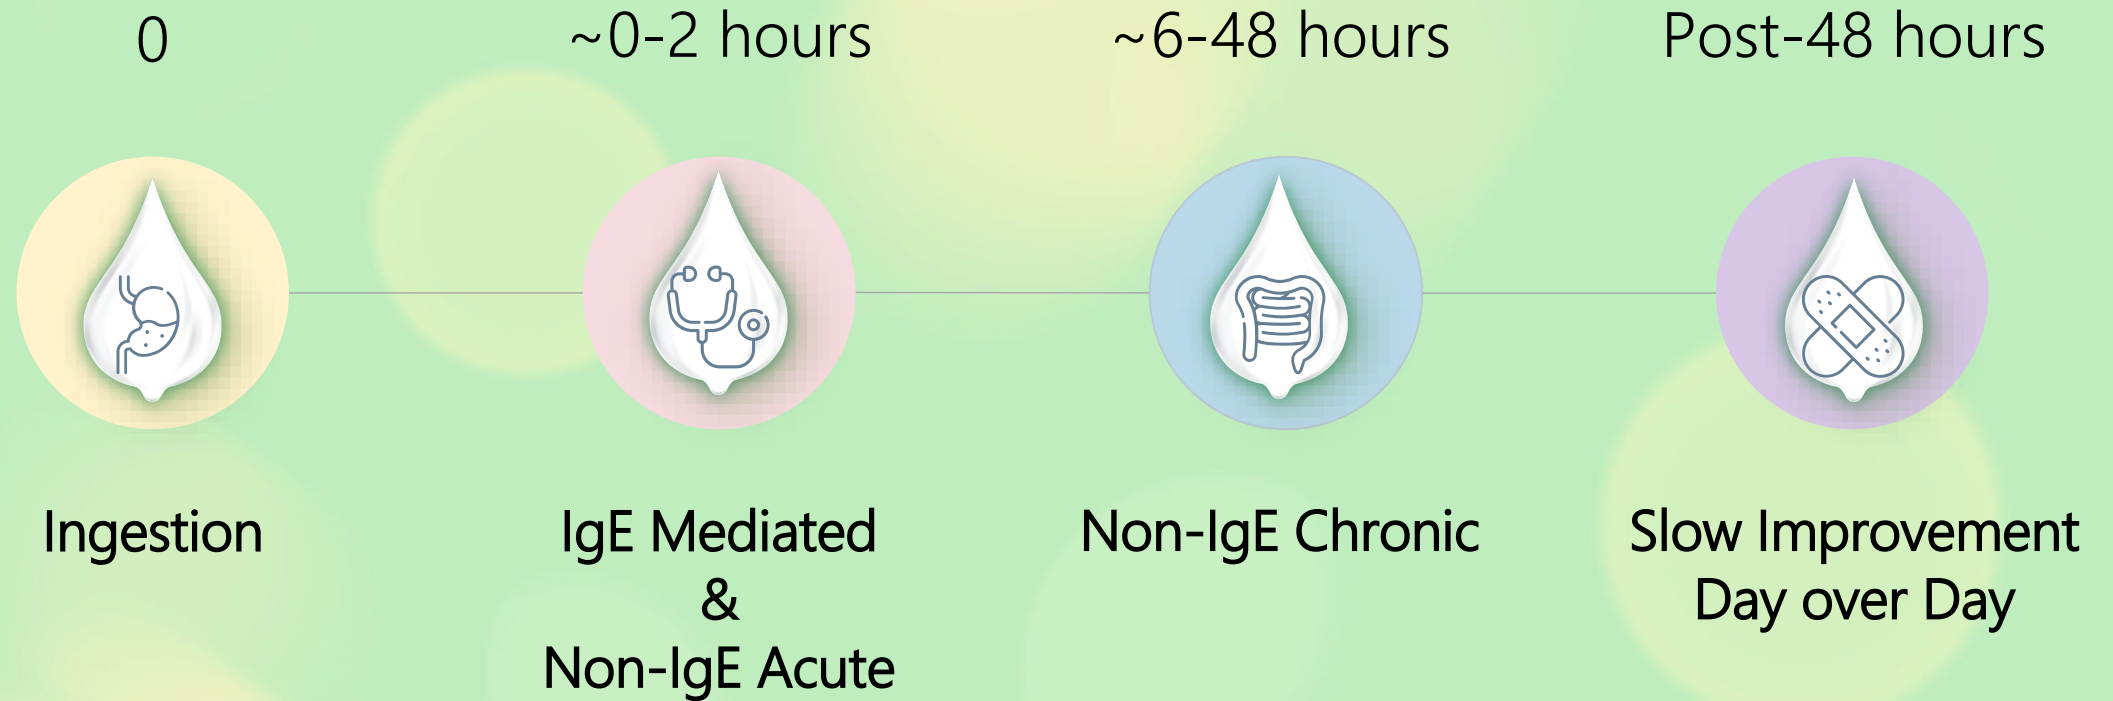 0
~0-2 hours
~6-48 hours
Post-48 hours
Ingestion
IgE Mediated
&
Non-IgE Acute
Non-IgE Chronic
Slow Improvement
Day over Day